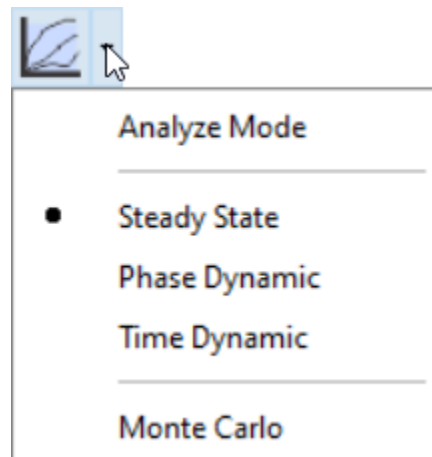 Analyze Mode
Steady State
Phase Dynamic
Time Dynamic
Monte Carlo